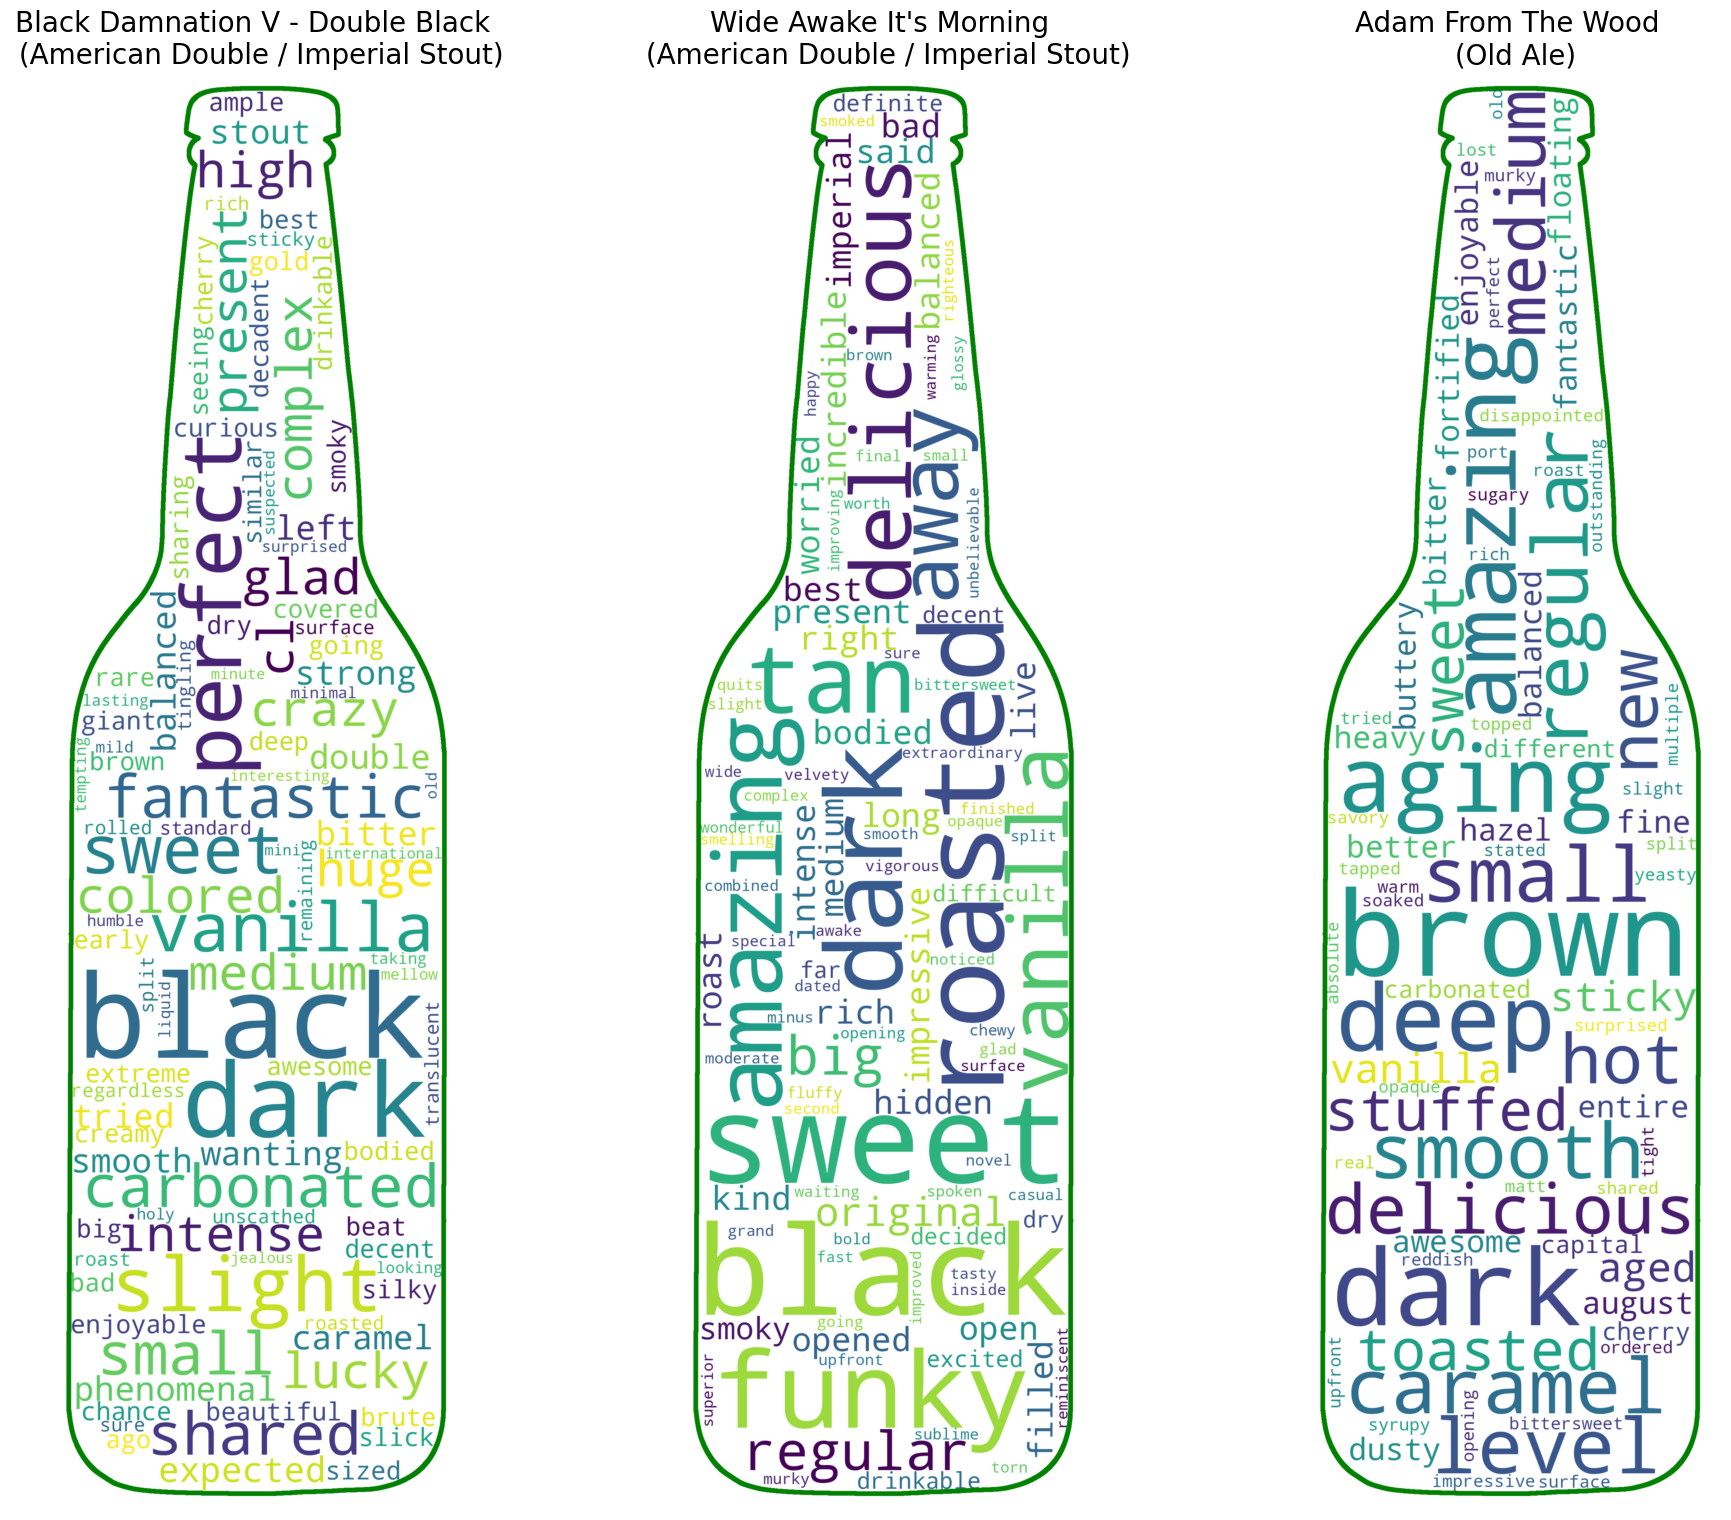 Black Damnation V - Double Black
(American Double / Imperial Stout)
ample
stout
high
rich
best
present
sticky
cherry
gold
drinkable
decadent
complex
seeing
curious
smoky
perfect
similar
suspected
sharing
left
surprised
glad
balanced
covered
dry
cl
surface
going
tingling
rare
minute
strong
lasting
minimal
giant
crazy
mild
deep
double
brown
tempting
interesting
fantastic
old
rolled
standard
bitter
sweet
mini
international
huge
colored
remaining
humble
vanilla
early
medium
taking
split
mellow
liquid
black
translucent
extreme
awesome
regardless
dark
tried
creamy
smooth
wanting
bodied
carbonated
holy
unscathed
big
intense
beat
decent
roast
jealous
looking
bad
slight
silky
enjoyable
roasted
caramel
small
lucky
phenomenal
chance
beautiful
brute
sure
shared
ago
slick
expected
sized
Wide Awake It's Morning
(American Double / Imperial Stout)
definite
smoked
bad
said
imperial
delicious
balanced
righteous
incredible
brown
warming
glossy
happy
away
worried
final
small
improving
worth
unbelievable
best
present
decent
right
roasted
sure
tan
live
quits
bittersweet
slight
bodied
extraordinary
amazing
wide
velvety
dark
vanilla
complex
intense
medium
long
finished
opaque
wonderful
smelling
smooth
split
vigorous
combined
difficult
impressive
roast
special
awake
noticed
far
dated
rich
minus
opening
chewy
big
glad
moderate
surface
fluffy
second
hidden
sweet
novel
kind
waiting
spoken
casual
original
grand
bold
decided
dry
black
fast
improved
tasty
inside
smoky
going
opened
open
upfront
excited
filled
reminiscent
superior
funky
sublime
regular
murky
drinkable
torn
Adam From The Wood
(Old Ale)
old
medium
floating
lost
murky
enjoyable
perfect
fantastic
fortified
amazing
disappointed
port
roast
outstanding
regular
bitter
sugary
rich
balanced
sweet
buttery
new
multiple
tried
topped
heavy
different
aging
slight
savory
hazel
fine
better
stated
split
tapped
small
yeasty
warm
soaked
brown
absolute
deep
carbonated
sticky
surprised
vanilla
hot
opaque
stuffed
entire
smooth
tight
real
matt
shared
delicious
awesome
capital
reddish
dark
aged
august
cherry
toasted
ordered
upfront
caramel
syrupy
opening
bittersweet
dusty
level
impressive
surface